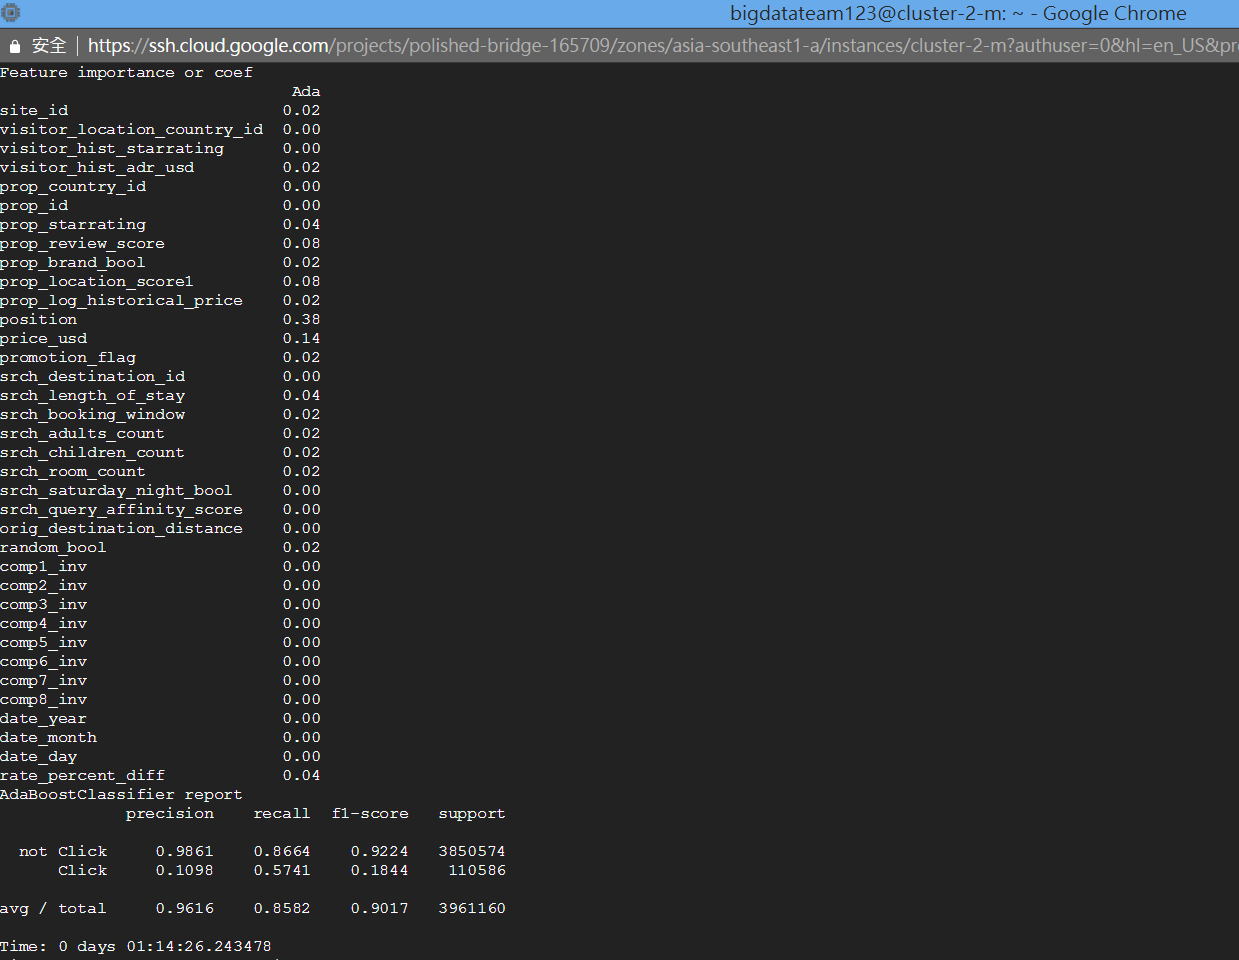 bigdatateam123@cluster-2-m: ~ - Google Chrome
安全 | https://ssh.cloud.google.com/projects/polished-bridge-165709/zones/asia-southeast1-a/instances/cluster-2-m?authuser=0&hl=en_US&pr
Feature importance or coef
Ada
site_id 0.02
visitor_location_country_id 0.00
visitor_hist_starrating 0.00
visitor_hist_adr_usd 0.02
prop_country_id 0.00
prop_id 0.00
prop_starrating 0.04
prop_review_score 0.08
prop_brand_bool 0.02
prop_location_score1 0.08
prop_log_historical_price 0.02
position 0.38
price_usd 0.14
promotion_flag 0.02
srch_destination_id 0.00
srch_length_of_stay 0.04
srch_booking_window 0.02
srch_adults_count 0.02
srch_children_count 0.02
srch_room_count 0.02
srch_saturday_night_bool 0.00
srch_query_affinity_score 0.00
orig_destination_distance 0.00
random_bool 0.02
comp1_inv 0.00
comp2_inv 0.00
comp3_inv 0.00
comp4_inv 0.00
comp5_inv 0.00
comp6_inv 0.00
comp7_inv 0.00
comp8_inv 0.00
date_year 0.00
date_month 0.00
date_day 0.00
rate_percent_diff 0.04
AdaBoostClassifier report
precision recall f1-score support
not Click 0.9861 0.8664 0.9224 3850574
Click 0.1098 0.5741 0.1844 110586
avg / total 0.9616 0.8582 0.9017 3961160
Time: 0 days 01:14:26.243478